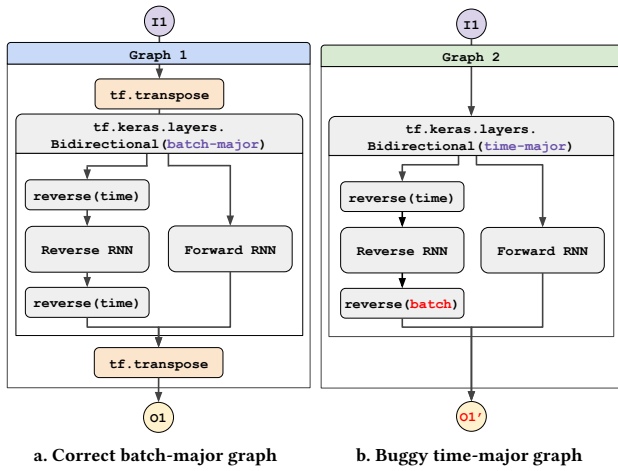 I1
Graph 1
tf.transpose
tf.keras.layers.
Bidirectional(batch-major)
reverse(time)
Reverse RNN
Forward RNN
reverse(time)
tf.transpose
O1
a. Correct batch-major graph
I1
Graph 2
tf.keras.layers.
Bidirectional(time-major)
reverse(time)
Reverse RNN
Forward RNN
reverse(batch)
O1'
b. Buggy time-major graph